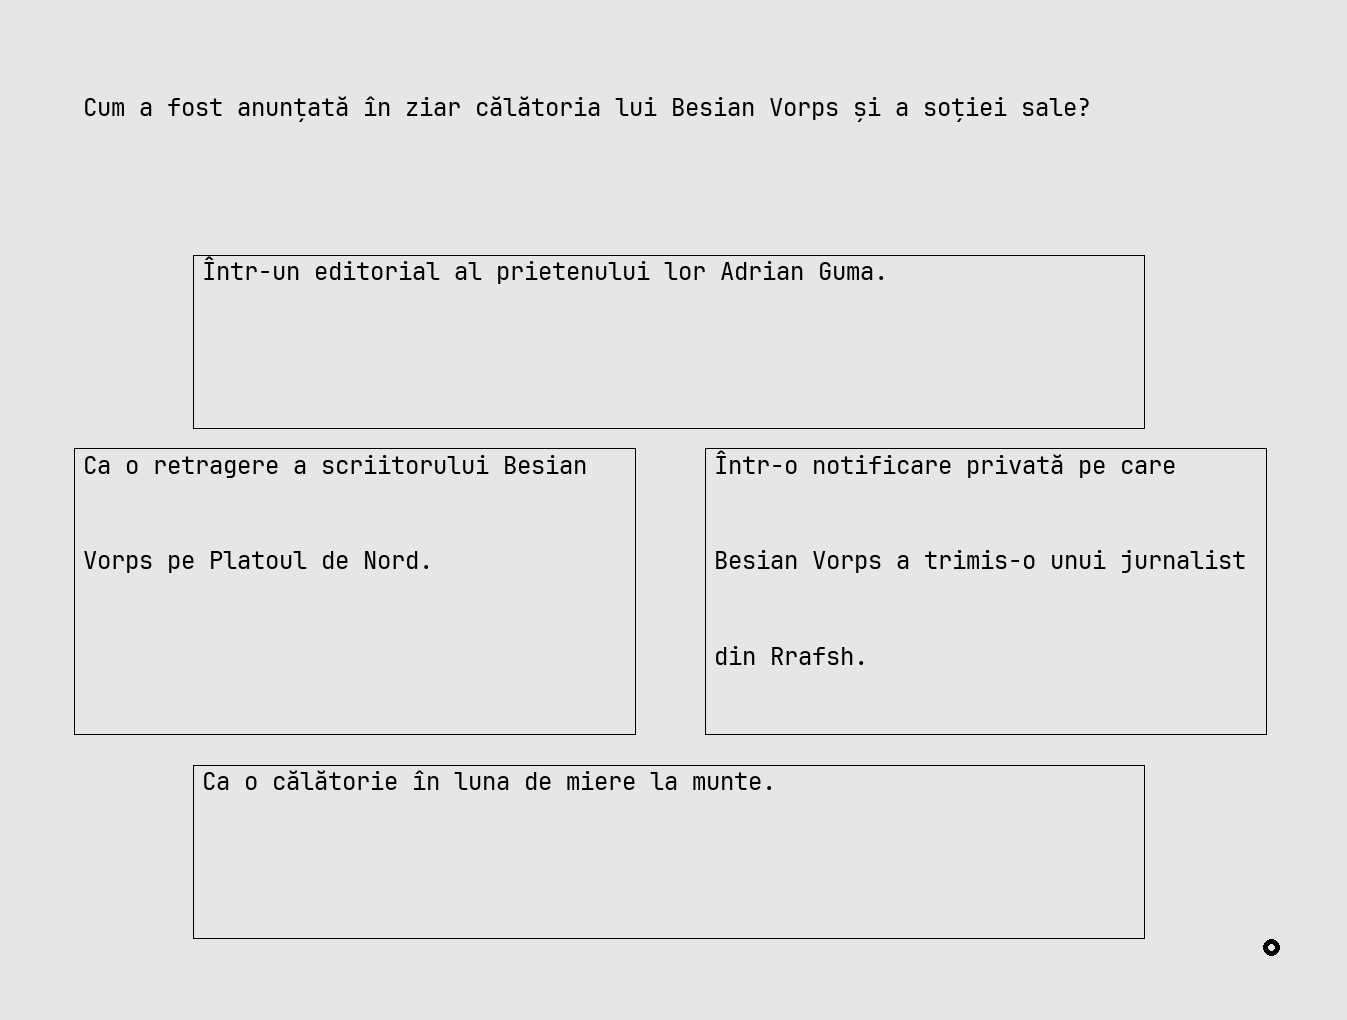 Cum a fost anunțată în ziar călătoria lui Besian Vorps și a soției sale?
Într-un editorial al prietenului lor Adrian Guma.
Ca o retragere a scriitorului Besian
Vorps pe Platoul de Nord.
Într-o notificare privată pe care
Besian Vorps a trimis-o unui jurnalist
din Rrafsh.
Ca o călătorie în luna de miere la munte.